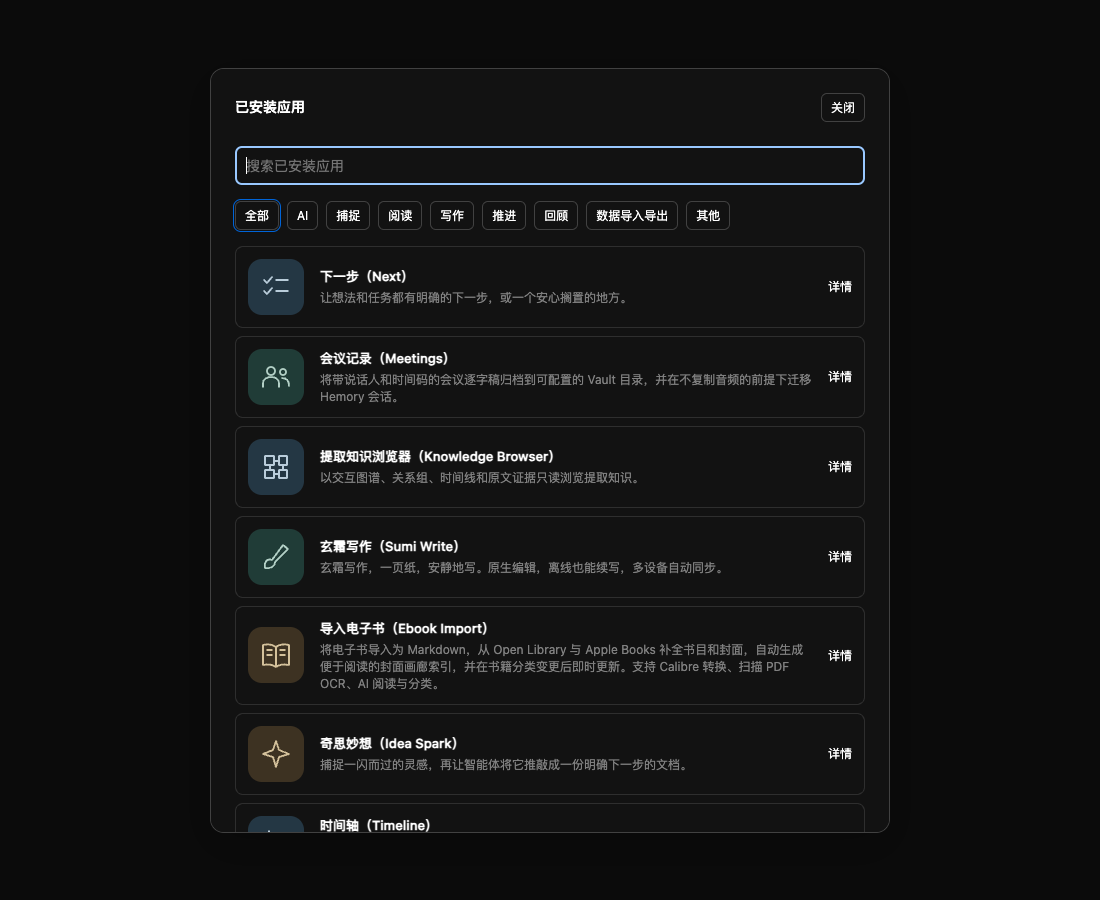 已安装应用
关闭
搜索已安装应用
全部 AI 捕捉 阅读 写作 推进 回顾 数据导入导出 其他
下一步（Next）
让想法和任务都有明确的下一步，或一个安心搁置的地方。
详情
会议记录（Meetings）
将带说话人和时间码的会议逐字稿归档到可配置的 Vault 目录，并在不复制音频的前提下迁移
Hemory 会话。
详情
提取知识浏览器（Knowledge Browser）
以交互图谱、关系组、时间线和原文证据只读浏览提取知识。
详情
玄霜写作（Sumi Write）
玄霜写作，一页纸，安静地写。原生编辑，离线也能续写，多设备自动同步。
详情
导入电子书（Ebook Import）
将电子书导入为 Markdown，从 Open Library 与 Apple Books 补全书目和封面，自动生成
便于阅读的封面画廊索引，并在书籍分类变更后即时更新。支持 Calibre 转换、扫描 PDF
OCR、AI 阅读与分类。
详情
奇思妙想（Idea Spark）
捕捉一闪而过的灵感，再让智能体将它推敲成一份明确下一步的文档。
详情
时间轴（Timeline）